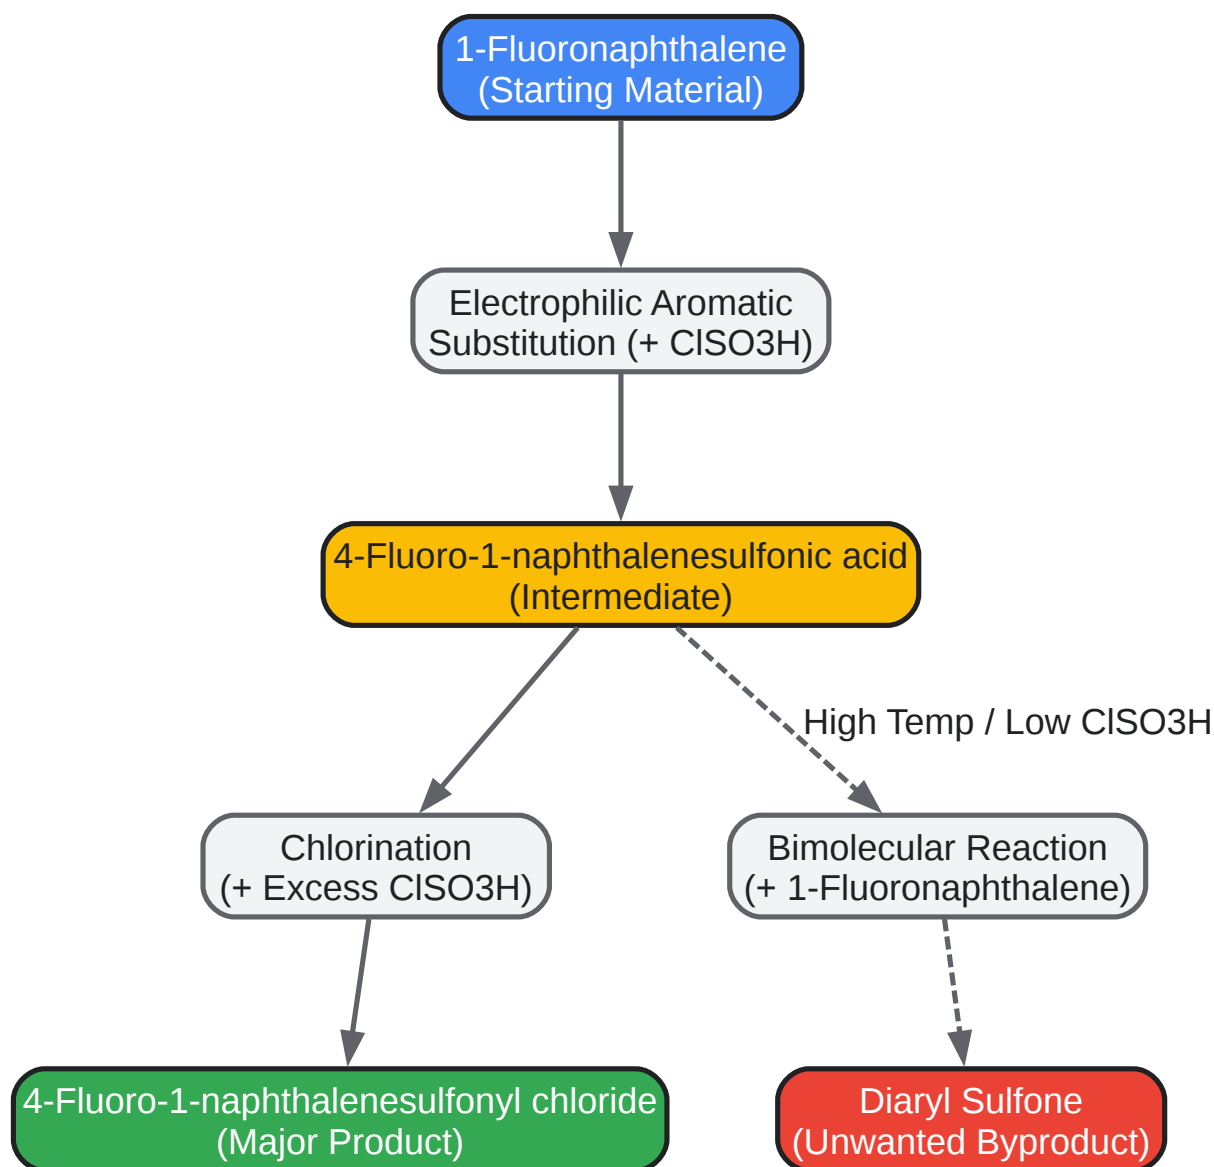 1-Fluoronaphthalene
(Starting Material)
Electrophilic Aromatic
Substitution (+ ClSO3H)
4-Fluoro-1-naphthalenesulfonic acid
(Intermediate)
High Temp / Low ClSO3H
Chlorination
(+ Excess ClSO3H)
Bimolecular Reaction
(+ 1-Fluoronaphthalene)
4-Fluoro-1-naphthalenesulfonyl chloride
(Major Product)
Diaryl Sulfone
(Unwanted Byproduct)